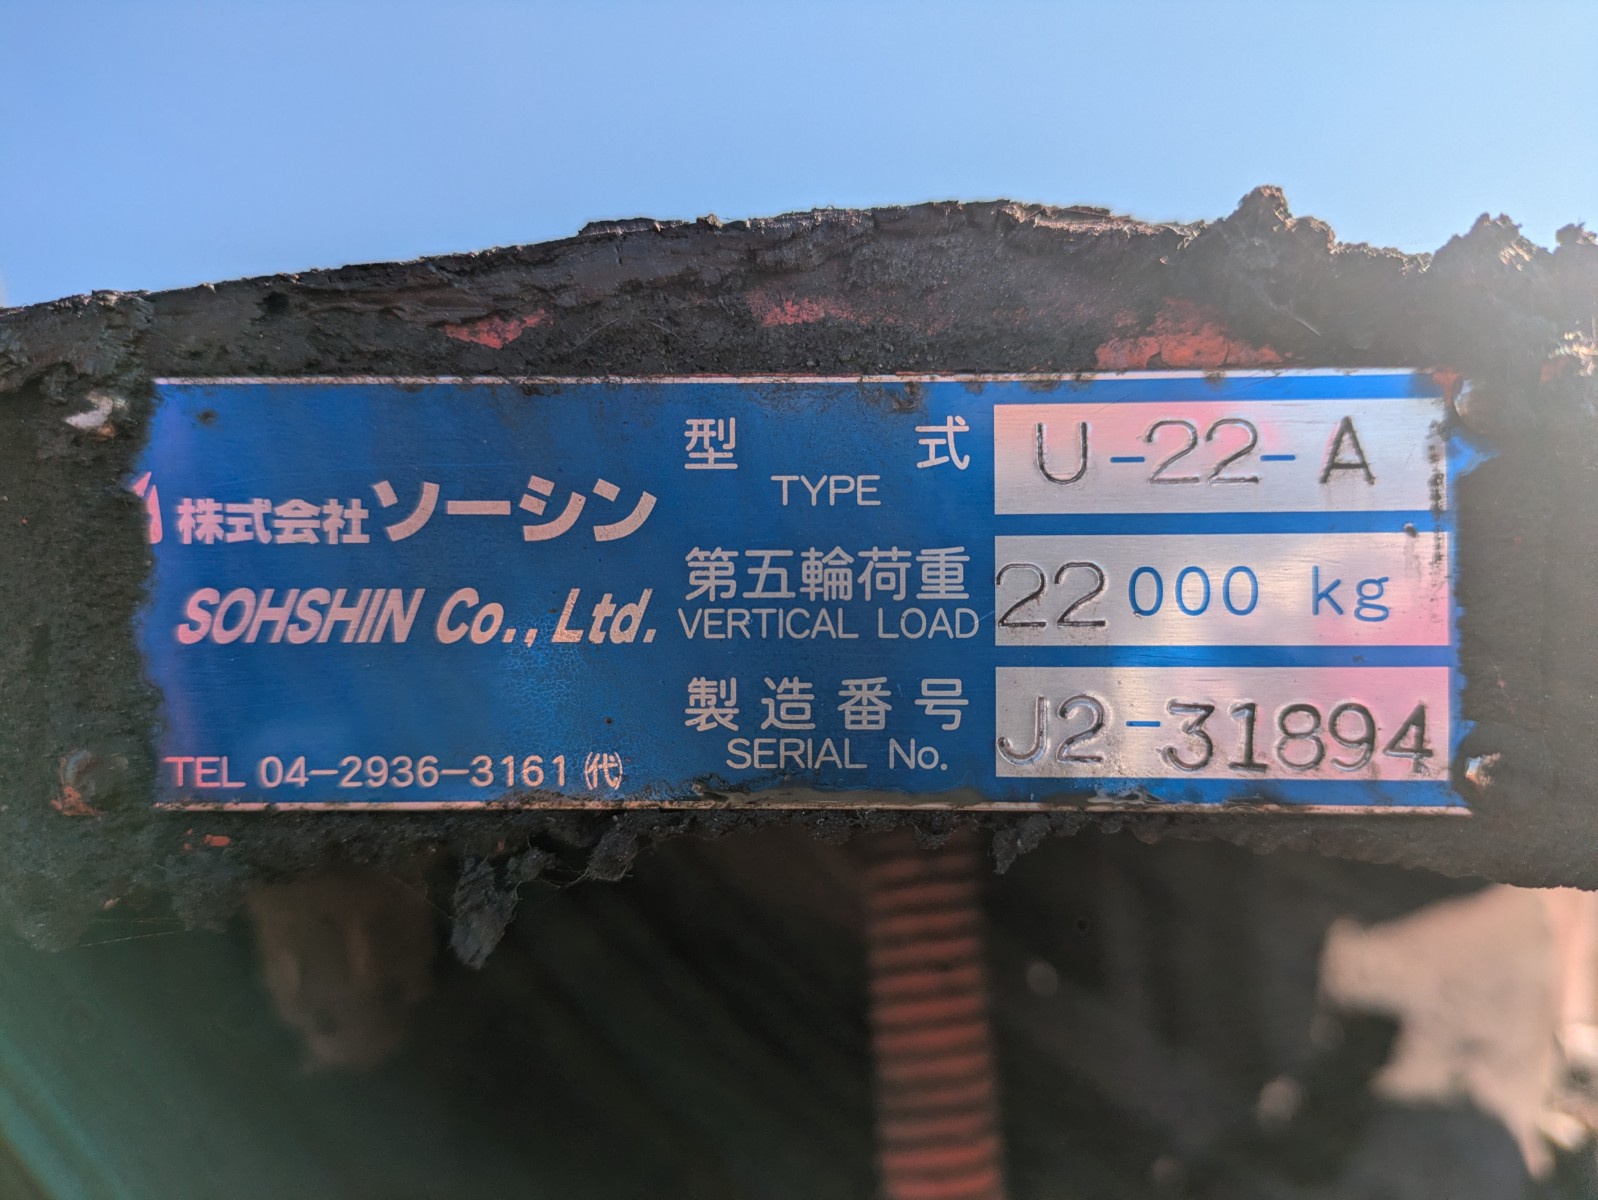 株式会社ソーシン
SOHSHIN Co., Ltd.
TEL 04-2936-3161㈹
型式 U-22-A
TYPE
第五輪荷重 22000 kg
VERTICAL LOAD
製造番号 J2-31894
SERIAL No.